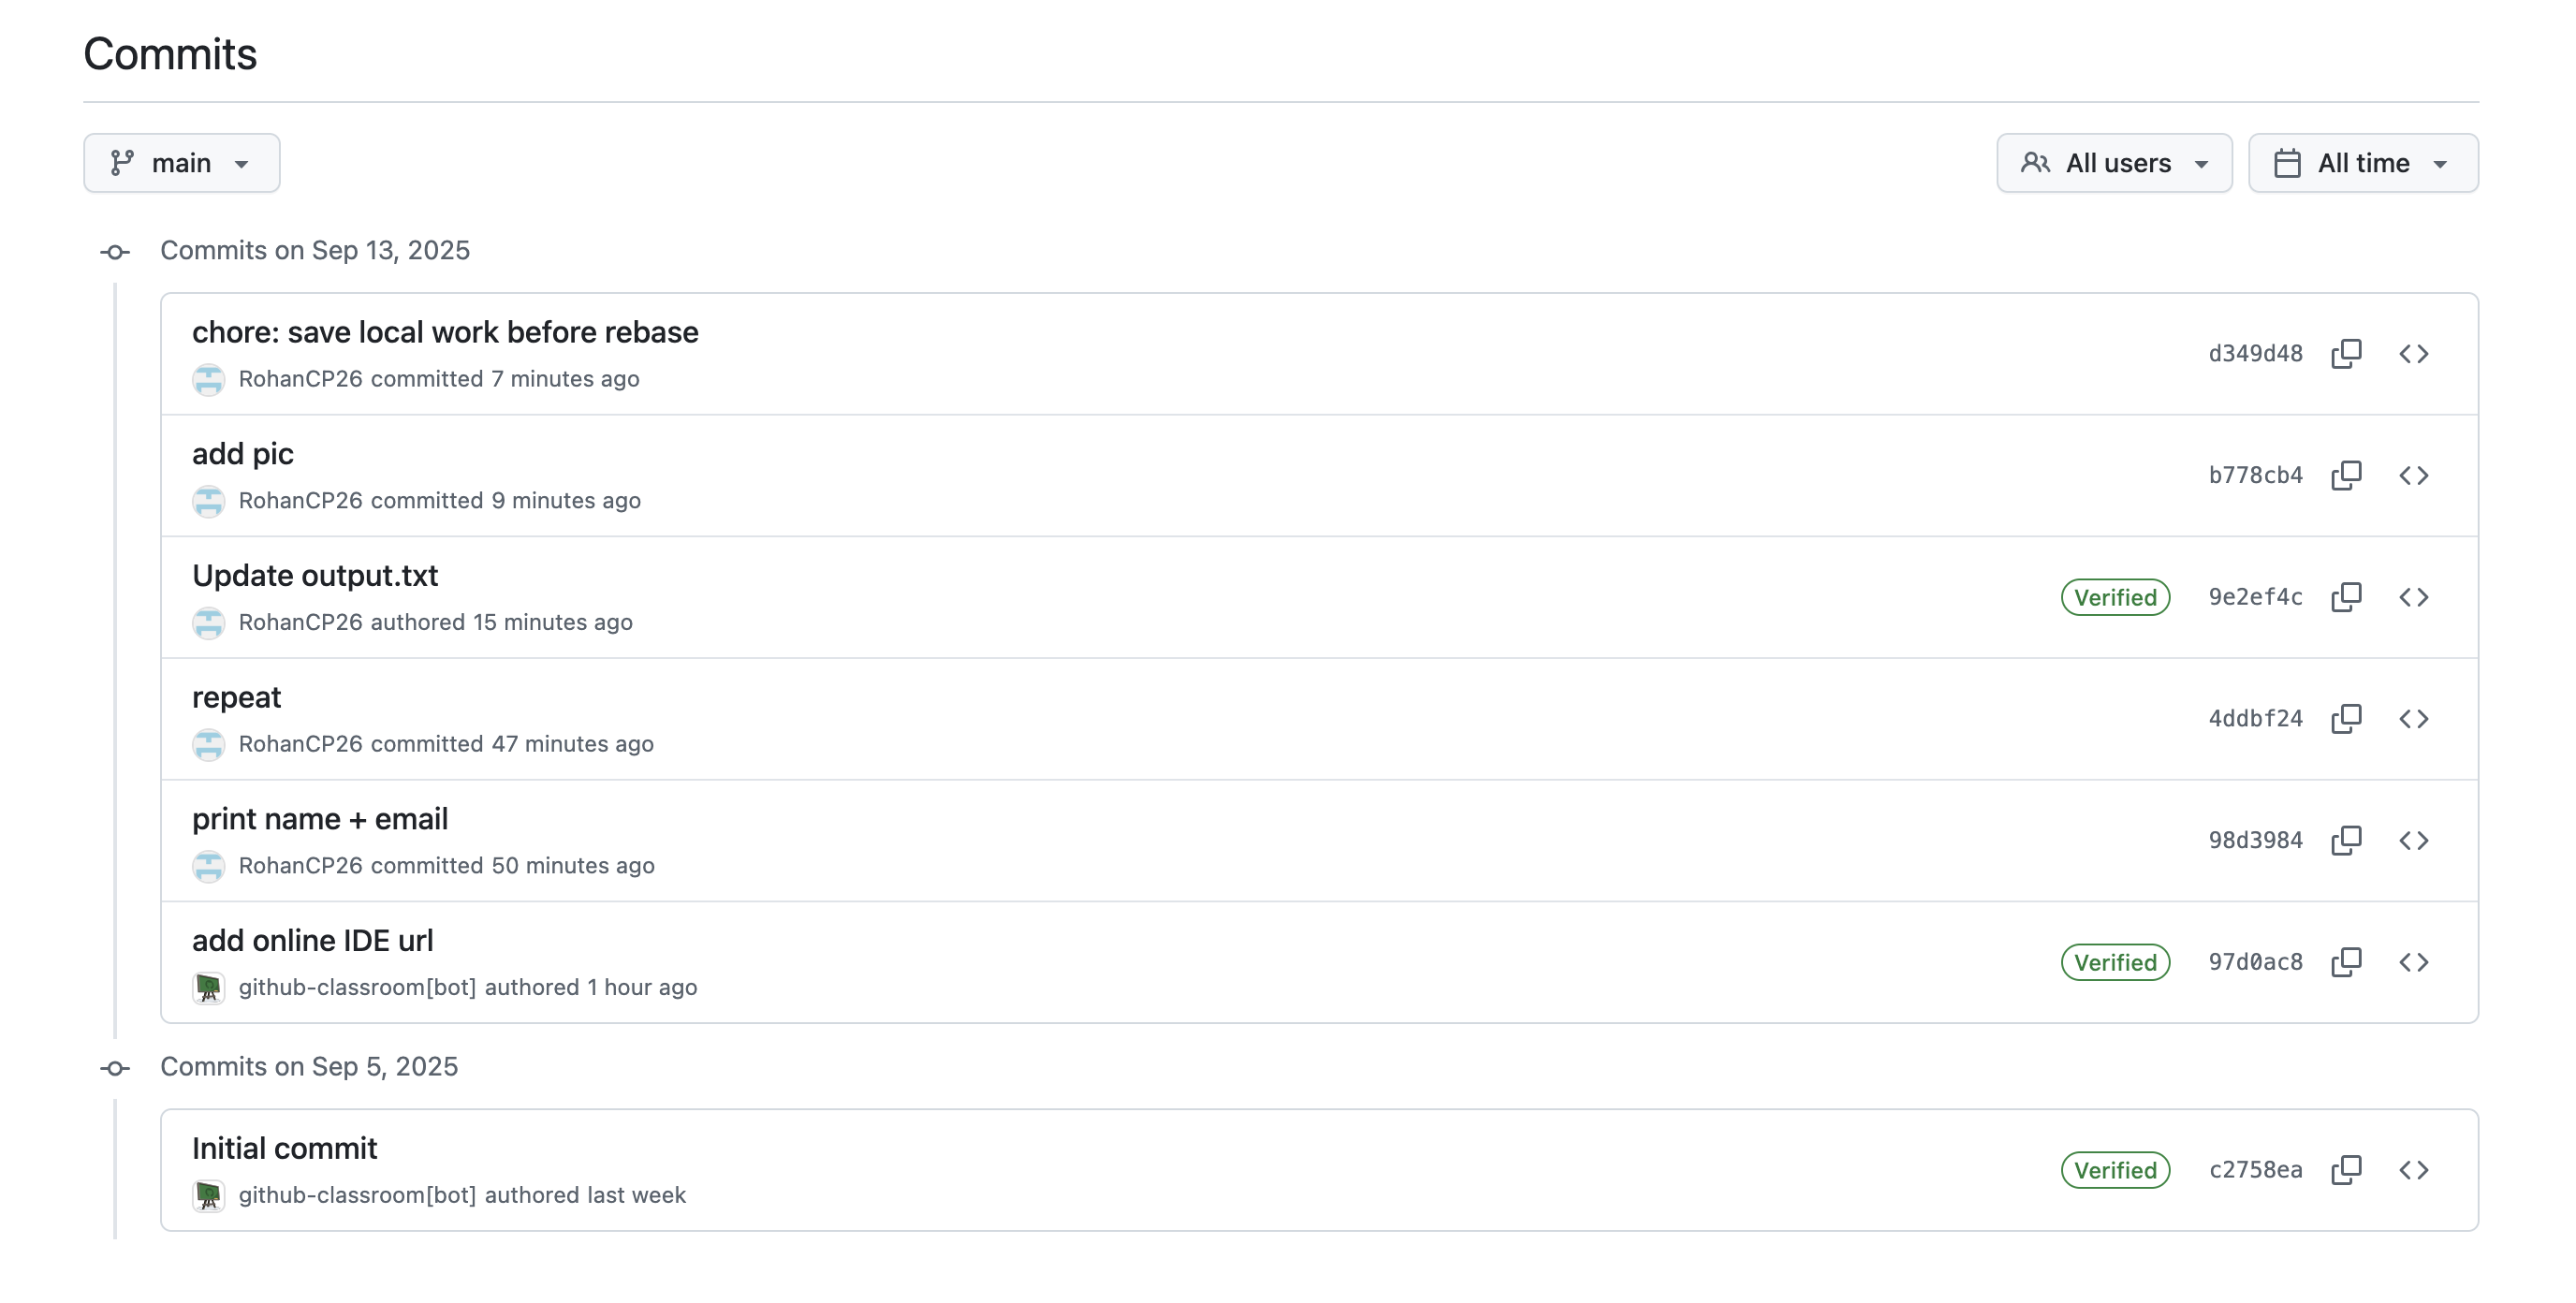 Commits
main
All users
All time
Commits on Sep 13, 2025
chore: save local work before rebase
RohanCP26 committed 7 minutes ago
d349d48
add pic
RohanCP26 committed 9 minutes ago
b778cb4
Update output.txt
RohanCP26 authored 15 minutes ago
Verified
9e2ef4c
repeat
RohanCP26 committed 47 minutes ago
4ddbf24
print name + email
RohanCP26 committed 50 minutes ago
98d3984
add online IDE url
github-classroom[bot] authored 1 hour ago
Verified
97d0ac8
Commits on Sep 5, 2025
Initial commit
github-classroom[bot] authored last week
Verified
c2758ea